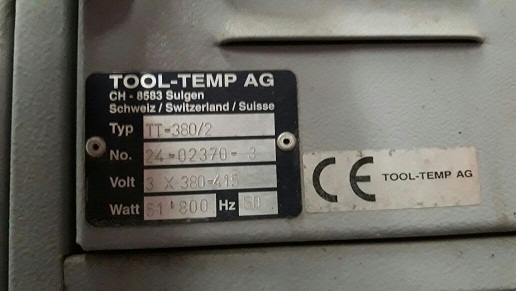 TOOL-TEMP AG
CH - 8583 Sulgen
Schweiz / Switzerland / Suisse
Typ TT-380/2
No. 24-02370- 3
Volt 3 X 380-415
Watt 51'800 Hz 50
CE TOOL-TEMP AG